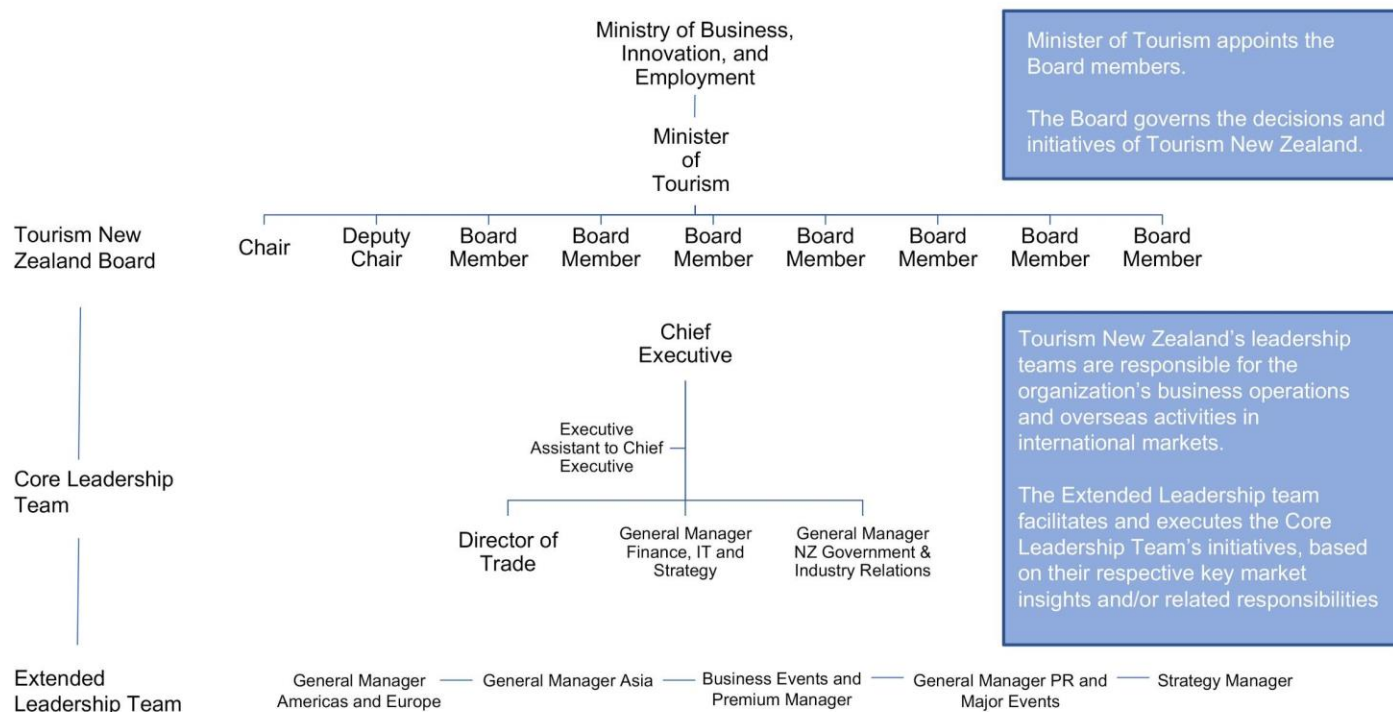 Ministry of Business,
Innovation, and
Employment
Minister
of
Tourism
Minister of Tourism appoints the
Board members.
The Board governs the decisions and
initiatives of Tourism New Zealand.
Tourism New
Zealand Board
Chair
Deputy
Chair
Board
Member
Board
Member
Board
Member
Board
Member
Board
Member
Board
Member
Board
Member
Chief
Executive
Executive
Assistant to Chief
Executive
Core Leadership
Team
Director of
Trade
General Manager
Finance, IT and
Strategy
General Manager
NZ Government &
Industry Relations
Tourism New Zealand’s leadership
teams are responsible for the
organization’s business operations
and overseas activities in
international markets.
The Extended Leadership team
facilitates and executes the Core
Leadership Team’s initiatives, based
on their respective key market
insights and/or related responsibilities
Extended
Leadership Team
General Manager
Americas and Europe
General Manager Asia
Business Events and
Premium Manager
General Manager PR and
Major Events
Strategy Manager